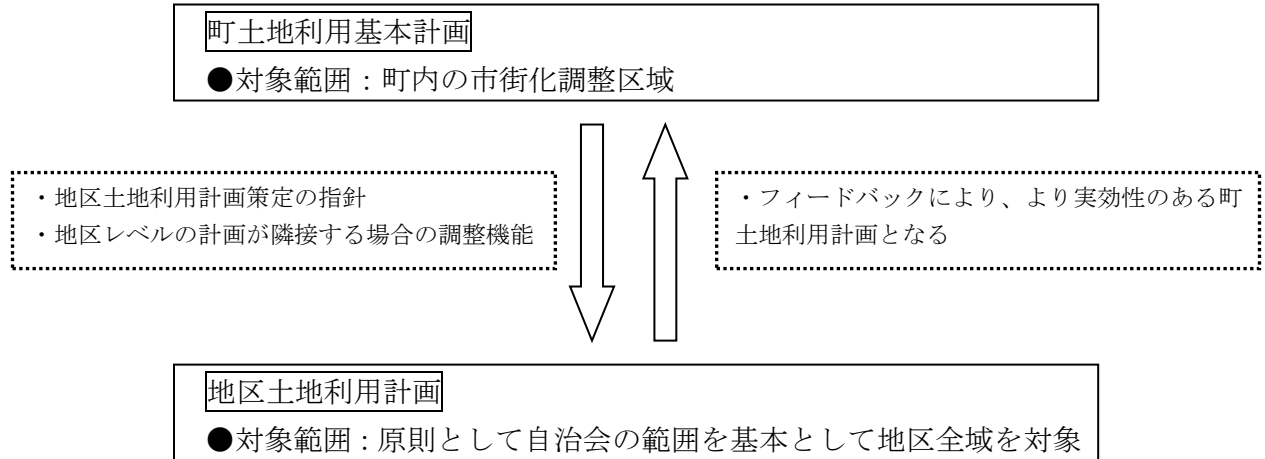 町土地利用基本計画
●対象範囲：町内の市街化調整区域
・地区土地利用計画策定の指針
・地区レベルの計画が隣接する場合の調整機能
・フィードバックにより、より実効性のある町
土地利用計画となる
地区土地利用計画
●対象範囲：原則として自治会の範囲を基本として地区全域を対象